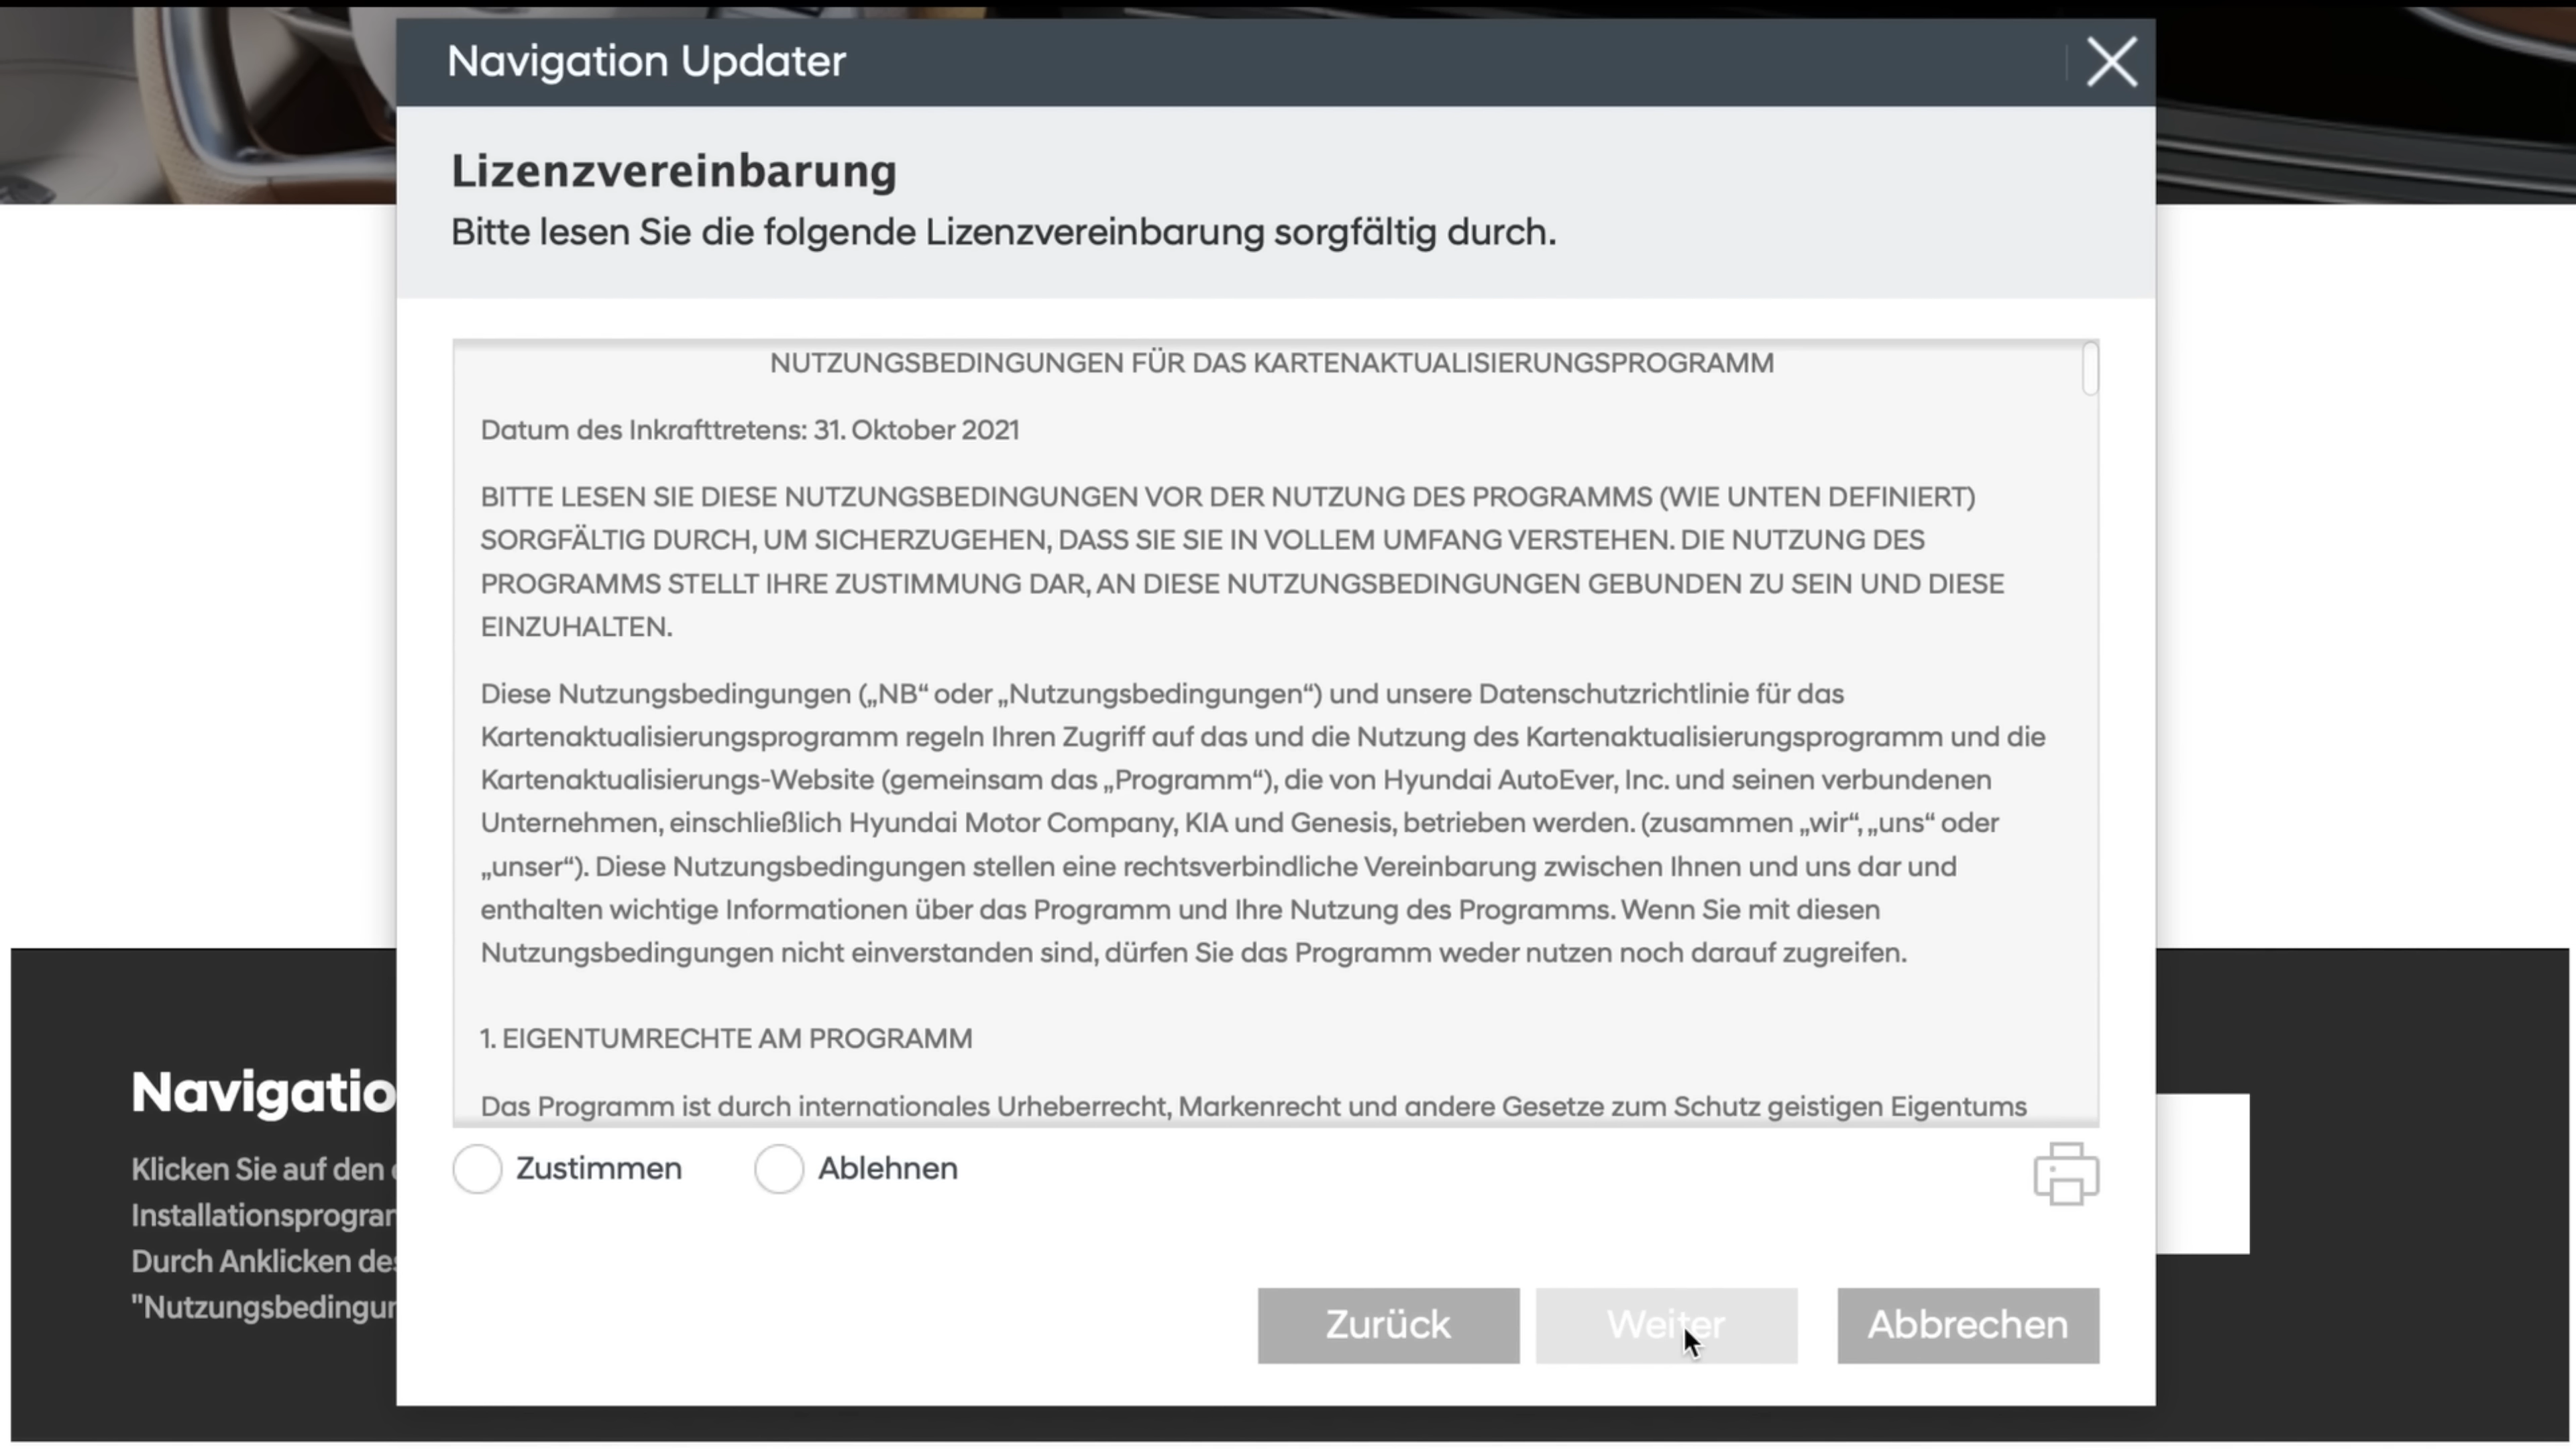 Navigation Updater
Lizenzvereinbarung
Bitte lesen Sie die folgende Lizenzvereinbarung sorgfältig durch.
NUTZUNGSBEDINGUNGEN FÜR DAS KARTENAKTUALISIERUNGSPROGRAMM
Datum des Inkrafttretens: 31. Oktober 2021
BITTE LESEN SIE DIESE NUTZUNGSBEDINGUNGEN VOR DER NUTZUNG DES PROGRAMMS (WIE UNTEN DEFINIERT)
SORGFÄLTIG DURCH, UM SICHERZUGEHEN, DASS SIE SIE IN VOLLEM UMFANG VERSTEHEN. DIE NUTZUNG DES
PROGRAMMS STELLT IHRE ZUSTIMMUNG DAR, AN DIESE NUTZUNGSBEDINGUNGEN GEBUNDEN ZU SEIN UND DIESE
EINZUHALTEN.
Diese Nutzungsbedingungen („NB“ oder „Nutzungsbedingungen“) und unsere Datenschutzrichtlinie für das
Kartenaktualisierungsprogramm regeln Ihren Zugriff auf das und die Nutzung des Kartenaktualisierungsprogramm und die
Kartenaktualisierungs-Website (gemeinsam das „Programm“), die von Hyundai AutoEver, Inc. und seinen verbundenen
Unternehmen, einschließlich Hyundai Motor Company, KIA und Genesis, betrieben werden. (zusammen „wir“, „uns“ oder
„unser“). Diese Nutzungsbedingungen stellen eine rechtsverbindliche Vereinbarung zwischen Ihnen und uns dar und
enthalten wichtige Informationen über das Programm und Ihre Nutzung des Programms. Wenn Sie mit diesen
Nutzungsbedingungen nicht einverstanden sind, dürfen Sie das Programm weder nutzen noch darauf zugreifen.
1. EIGENTUMRECHTE AM PROGRAMM
Das Programm ist durch internationales Urheberrecht, Markenrecht und andere Gesetze zum Schutz geistigen Eigentums
Zustimmen
Ablehnen
Zurück
Weiter
Abbrechen
Navigatio
Klicken Sie auf den
Installationsprogra
Durch Anklicken des
"Nutzungsbedingu